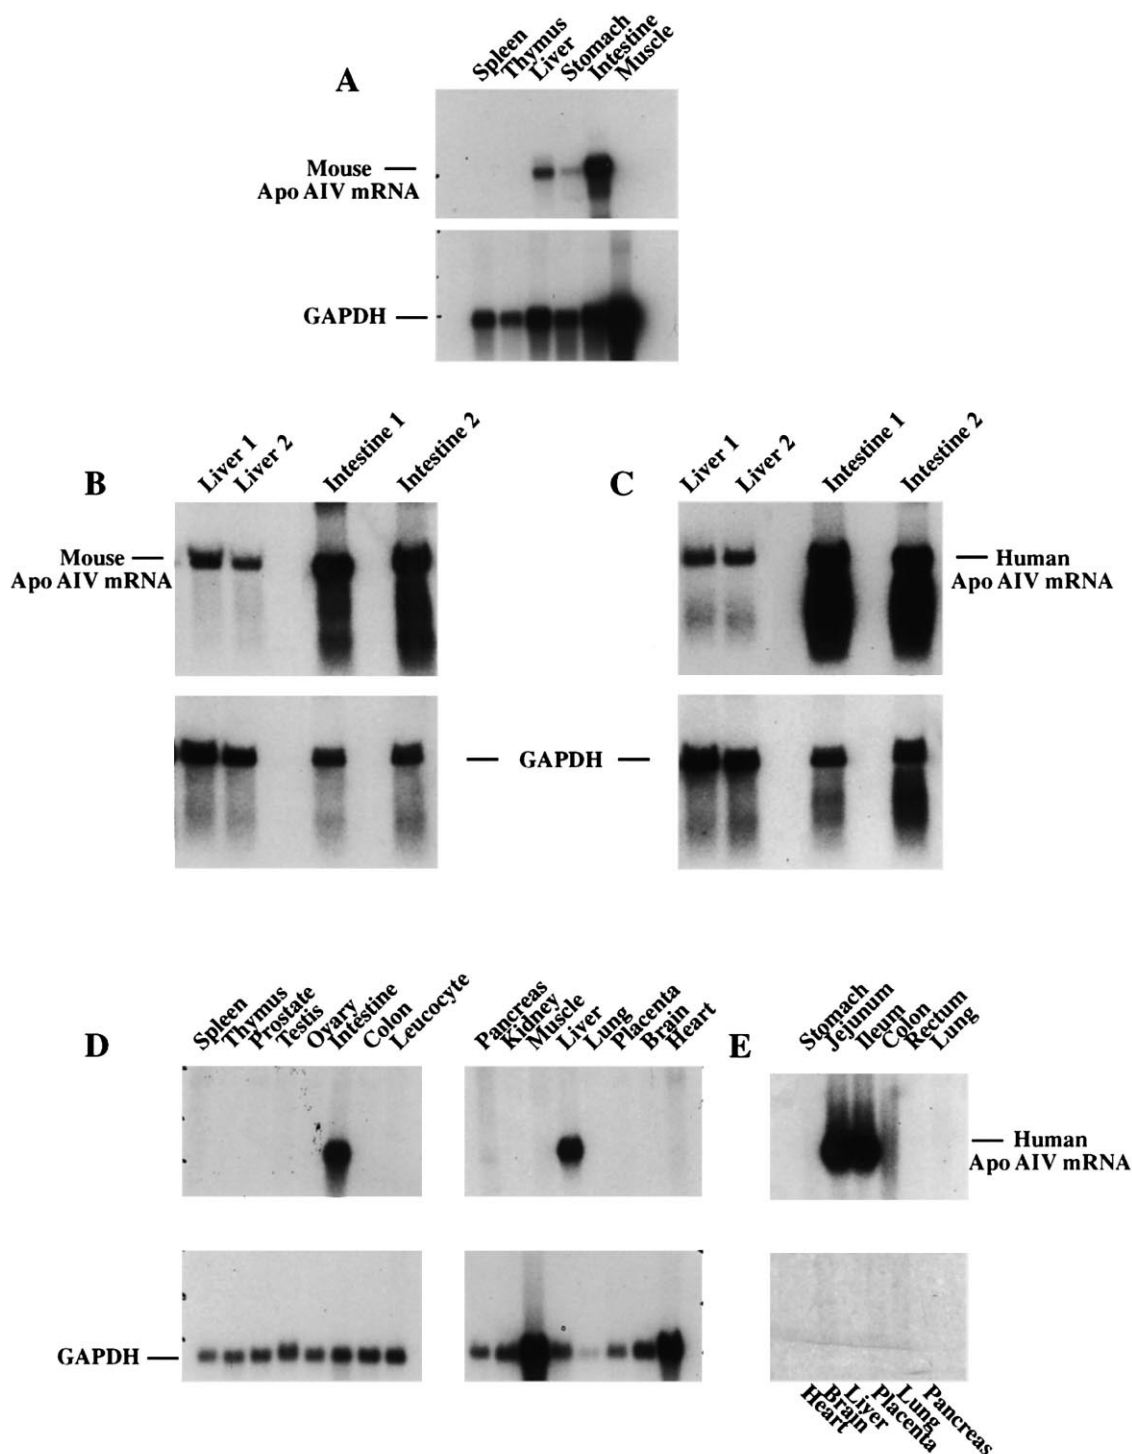 A
Spleen
Thymus
Liver
Stomach
Intestine
Muscle
Mouse
Apo AIV mRNA
GAPDH
B
Liver 1
Liver 2
Intestine 1
Intestine 2
Mouse
Apo AIV mRNA
C
Liver 1
Liver 2
Intestine 1
Intestine 2
Human
Apo AIV mRNA
GAPDH
D
Spleen
Thymus
Prostate
Testis
Ovary
Intestine
Colon
Leucocyte
Pancreas
Kidney
Muscle
Liver
Lung
Placenta
Brain
Heart
E
Stomach
Jejunum
Ileum
Colon
Rectum
Lung
Human
Apo AIV mRNA
GAPDH
Heart
Brain
Liver
Placenta
Lung
Pancreas